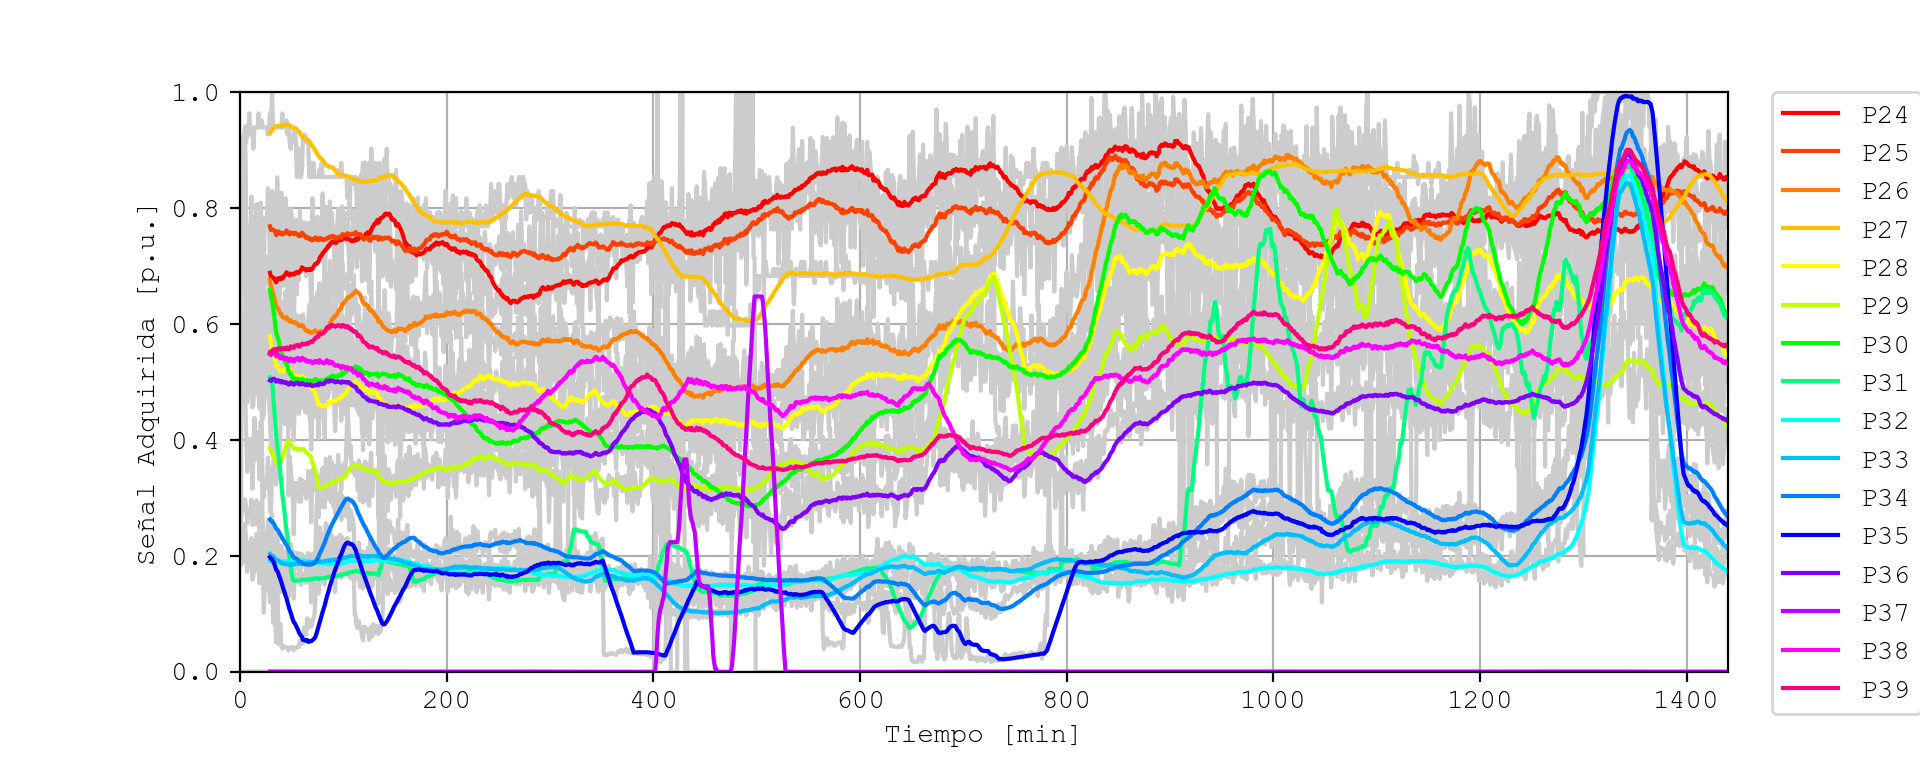 1.0
0.8
0.6
0.4
0.2
0.0
0 200 400 600 800 1000 1200 1400
Tiempo [min]
Señal Adquirida [p.u.]
P24
P25
P26
P27
P28
P29
P30
P31
P32
P33
P34
P35
P36
P37
P38
P39